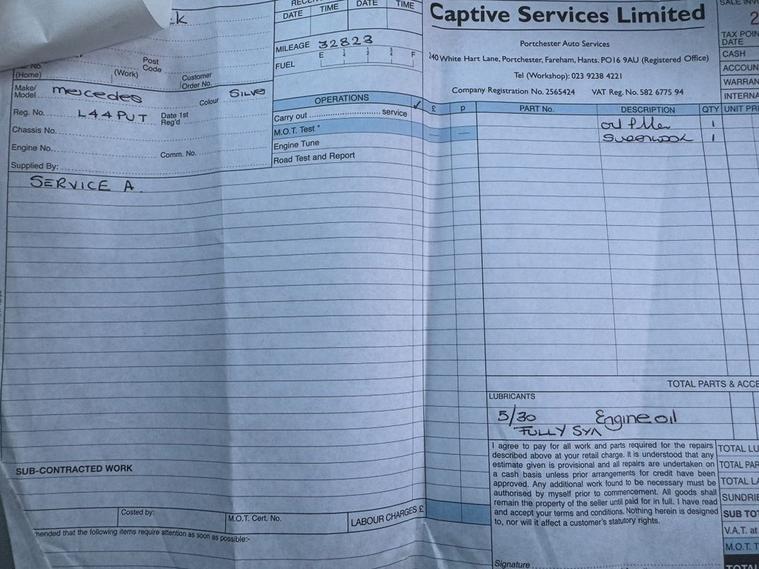 DATE TIME DATE TIME
MILEAGE 32823
FUEL E F
Captive Services Limited
Portchester Auto Services
240 White Hart Lane, Portchester, Fareham, Hants. PO16 9AU (Registered Office)
Tel (Workshop): 023 9238 4221
Company Registration No. 2565424 VAT Reg. No. 582 6775 94
TAX POINT
DATE
CASH
Post
Code
(Home) (Work) Customer
Order No.
Make/
Model mercedes Colour SILVER
Reg. No. L44PUT Date 1st
Reg'd
Chassis No.
Engine No. Comm. No.
Supplied By:
OPERATIONS £ P
Carry out service
M.O.T. Test *
Engine Tune
Road Test and Report
PART No. DESCRIPTION QTY
oil filter 1
1
SERVICE A
TOTAL PARTS & ACCE
LUBRICANTS
5/30 Engine oil
FULLY SYN
I agree to pay for all work and parts required for the repairs
described above at your retail charge. It is understood that any
estimate given is provisional and all repairs are undertaken on
a cash basis unless prior arrangements for credit have been
approved. Any additional work found to be necessary must be
authorised by myself prior to commencement. All goods shall
remain the property of the seller until paid for in full. I have read
and accept your terms and conditions. Nothing herein is designed
to, nor will it affect a customer's statutory rights.
Signature
TOTAL LU
TOTAL PAR
TOTAL LA
SUNDRIE
SUB TO
V.A.T. at
M.O.T. T
TOTAL
SUB-CONTRACTED WORK
Costed by: M.O.T. Cert. No. LABOUR CHARGES £
mended that the following items require attention as soon as possible:-